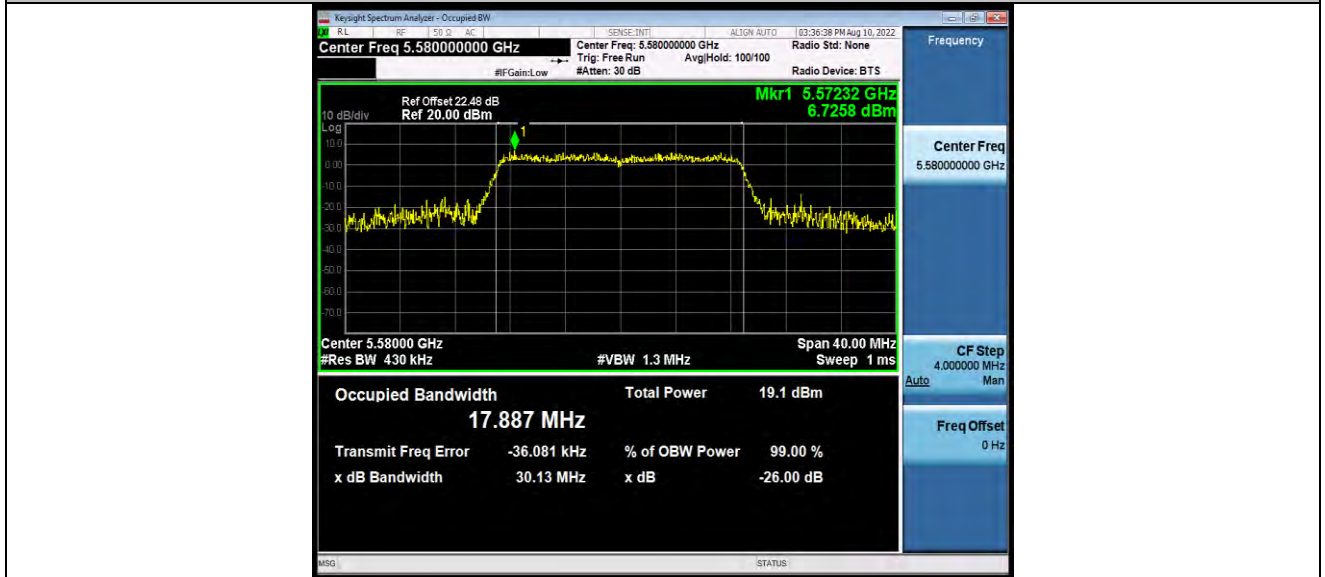 Keysight Spectrum Analyzer - Occupied BW
RL RF 50 Ω AC SENSE:INT ALIGN AUTO 03:36:38 PM Aug 10, 2022
Center Freq 5.580000000 GHz
Center Freq: 5.580000000 GHz Radio Std: None
Trig: Free Run Avg|Hold: 100/100
#IFGain:Low #Atten: 30 dB Radio Device: BTS
Frequency
Mkr1 5.57232 GHz
6.7258 dBm
Ref Offset 22.48 dB
10 dB/div Ref 20.00 dBm
Log
1
10.0
0.00
-10.0
-20.0
-30.0
-40.0
-50.0
-60.0
-70.0
Center 5.58000 GHz Span 40.00 MHz
#Res BW 430 kHz #VBW 1.3 MHz Sweep 1 ms
Occupied Bandwidth Total Power 19.1 dBm
17.887 MHz
Transmit Freq Error -36.081 kHz % of OBW Power 99.00 %
x dB Bandwidth 30.13 MHz x dB -26.00 dB
Center Freq
5.580000000 GHz
CF Step
4.000000 MHz
Auto Man
Freq Offset
0 Hz
MSG STATUS